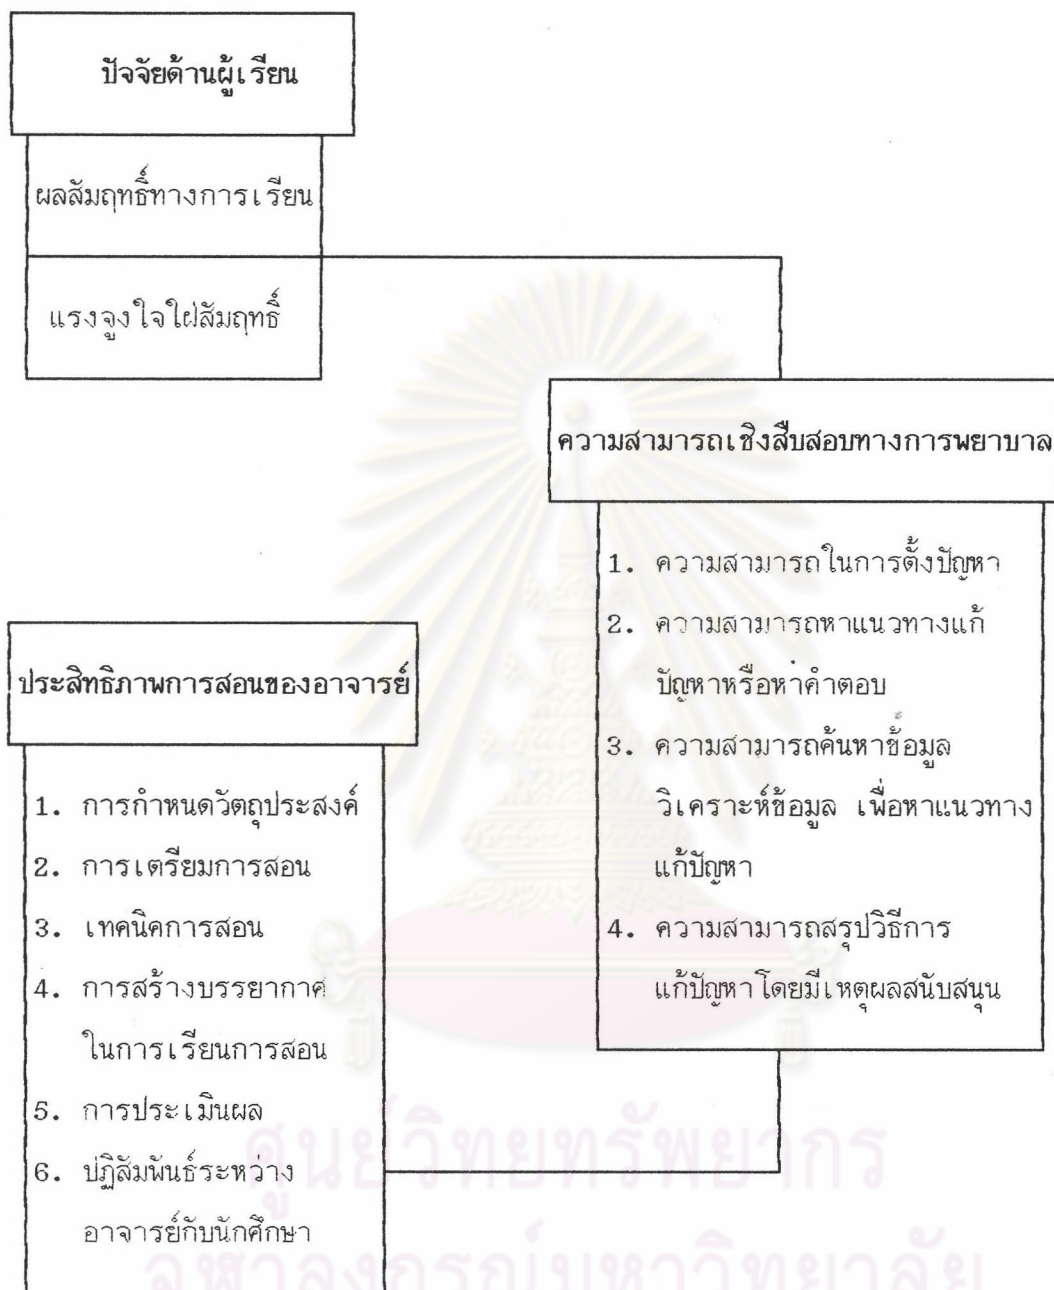 ปัจจัยด้านผู้เรียน
ผลสัมฤทธิ์ทางการเรียน
แรงจูงใจใฝ่สัมฤทธิ์
ความสามารถเชิงสืบสอบทางการพยาบาล
1. ความสามารถในการตั้งปัญหา
2. ความสามารถหาแนวทางแก้
ปัญหาหรือหาคำตอบ
3. ความสามารถค้นหาข้อมูล
วิเคราะห์ข้อมูล เพื่อหาแนวทาง
แก้ปัญหา
4. ความสามารถสรุปวิธีการ
แก้ปัญหาโดยมีเหตุผลสนับสนุน
ประสิทธิภาพการสอนของอาจารย์
1. การกำหนดวัตถุประสงค์
2. การเตรียมการสอน
3. เทคนิคการสอน
4. การสร้างบรรยากาศ
ในการเรียนการสอน
5. การประเมินผล
6. ปฏิสัมพันธ์ระหว่าง
อาจารย์กับนักศึกษา
ศูนย์วิทยทรัพยากร
จุฬาลงกรณ์มหาวิทยาลัย